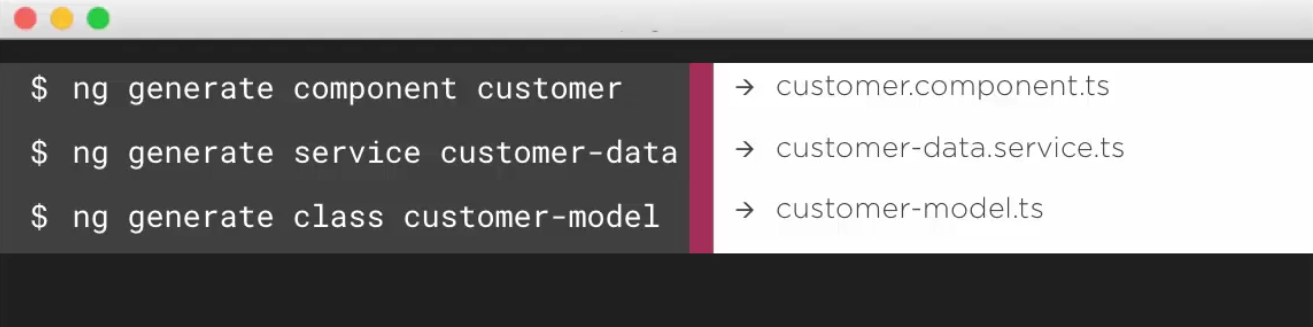 $ ng generate component customer → customer.component.ts
$ ng generate service customer-data → customer-data.service.ts
$ ng generate class customer-model → customer-model.ts